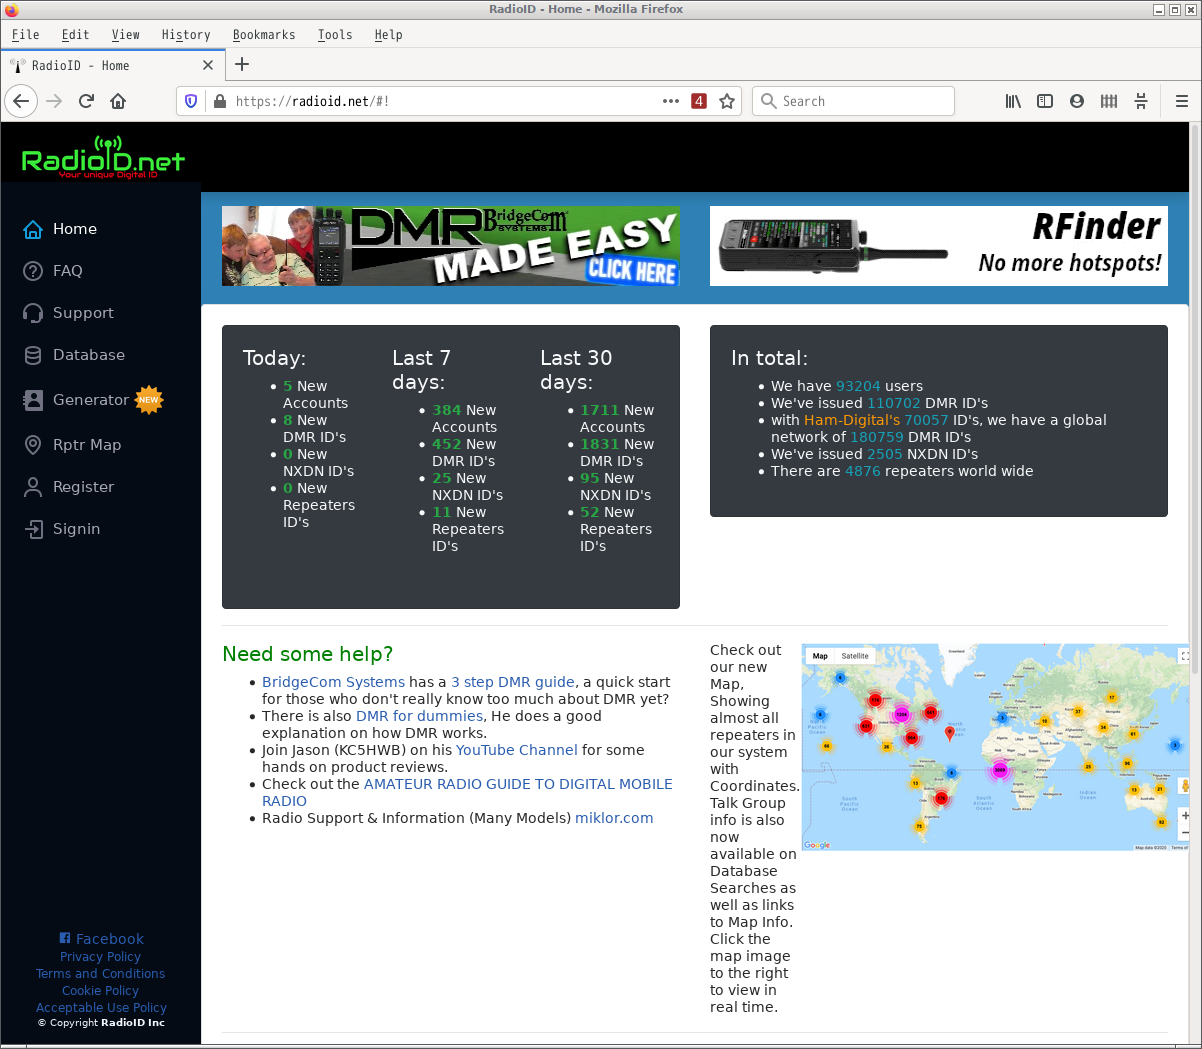 RadioID - Home - Mozilla Firefox
File Edit View History Bookmarks Tools Help
RadioID - Home
https://radioid.net/#!
4
Search
RadioID.net
Your unique Digital ID
Home
FAQ
Support
Database
Generator NEW
Rptr Map
Register
Signin
Facebook
Privacy Policy
Terms and Conditions
Cookie Policy
Acceptable Use Policy
© Copyright RadioID Inc
DMR BridgeCom SYSTEMS
MADE EASY
CLICK HERE
RFinder
No more hotspots!
Today:
5 New
Accounts
8 New
DMR ID's
0 New
NXDN ID's
0 New
Repeaters
ID's
Last 7
days:
384 New
Accounts
452 New
DMR ID's
25 New
NXDN ID's
11 New
Repeaters
ID's
Last 30
days:
1711 New
Accounts
1831 New
DMR ID's
95 New
NXDN ID's
52 New
Repeaters
ID's
In total:
We have 93204 users
We've issued 110702 DMR ID's
with Ham-Digital's 70057 ID's, we have a global
network of 180759 DMR ID's
We've issued 2505 NXDN ID's
There are 4876 repeaters world wide
Need some help?
BridgeCom Systems has a 3 step DMR guide, a quick start
for those who don't really know too much about DMR yet?
There is also DMR for dummies, He does a good
explanation on how DMR works.
Join Jason (KC5HWB) on his YouTube Channel for some
hands on product reviews.
Check out the AMATEUR RADIO GUIDE TO DIGITAL MOBILE
RADIO
Radio Support & Information (Many Models) miklor.com
Check out
our new
Map,
Showing
almost all
repeaters in
our system
with
Coordinates.
Talk Group
info is also
now
available on
Database
Searches as
well as links
to Map Info.
Click the
map image
to the right
to view in
real time.
Map Satellite
Google